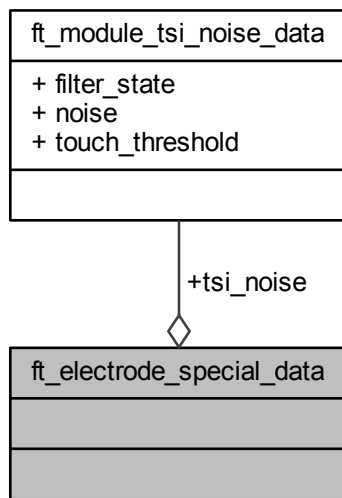 ft_module_tsi_noise_data
+ filter_state
+ noise
+ touch_threshold
+tsi_noise
ft_electrode_special_data